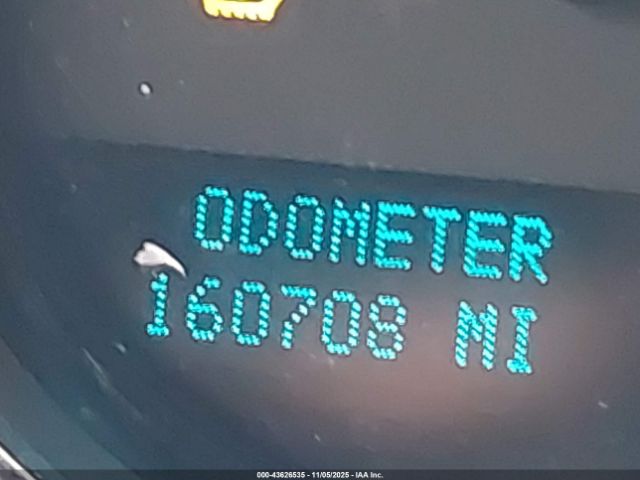 ODOMETER
160708 MI
000-43626535 - 11/05/2025 - IAA Inc.